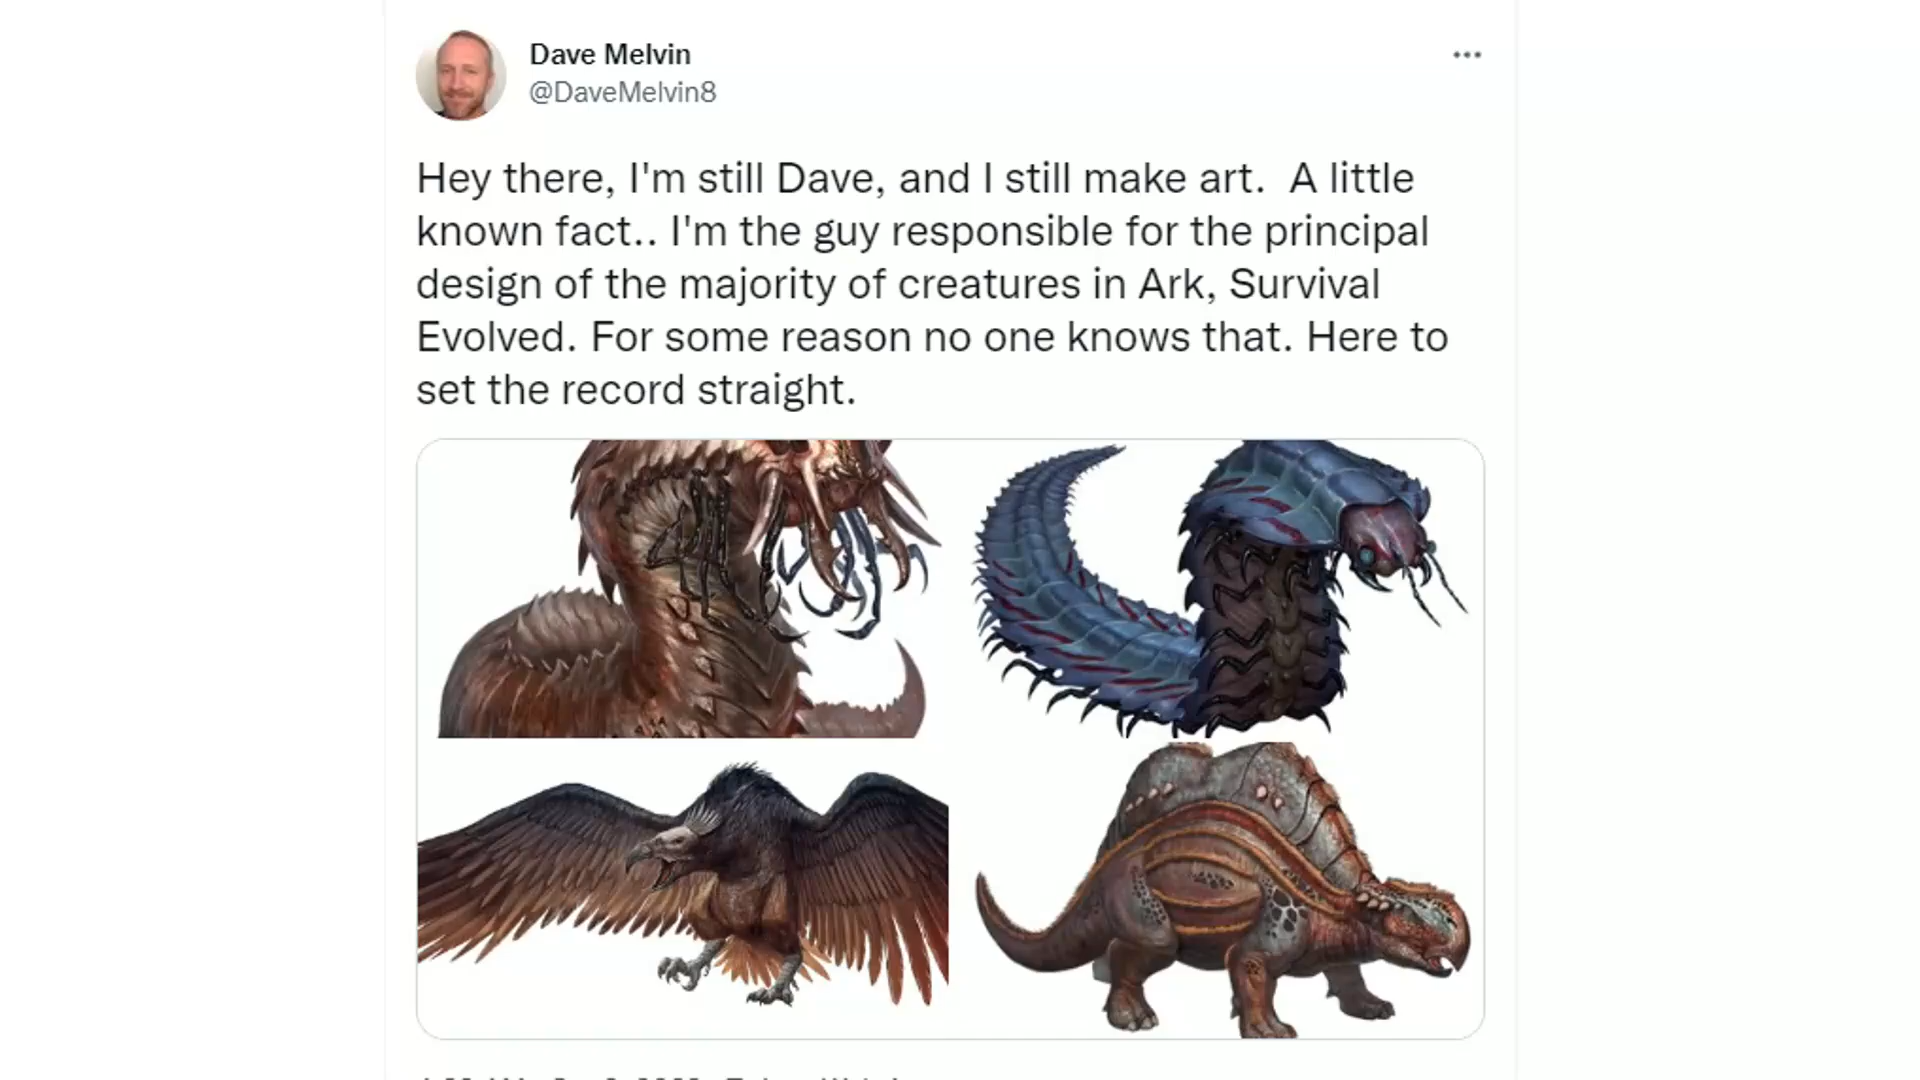 Dave Melvin
@DaveMelvin8
Hey there, I'm still Dave, and I still make art.  A little
known fact.. I'm the guy responsible for the principal
design of the majority of creatures in Ark, Survival
Evolved. For some reason no one knows that. Here to
set the record straight.